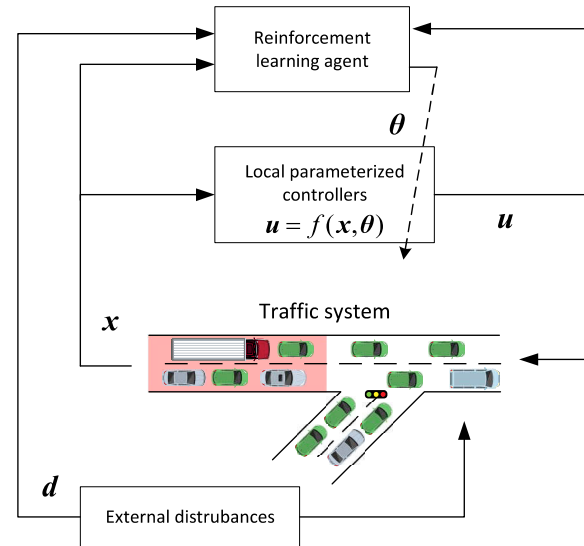 Reinforcement
learning agent
θ
Local parameterized
controllers
u = f(x,θ)
u
Traffic system
x
d
External distrubances